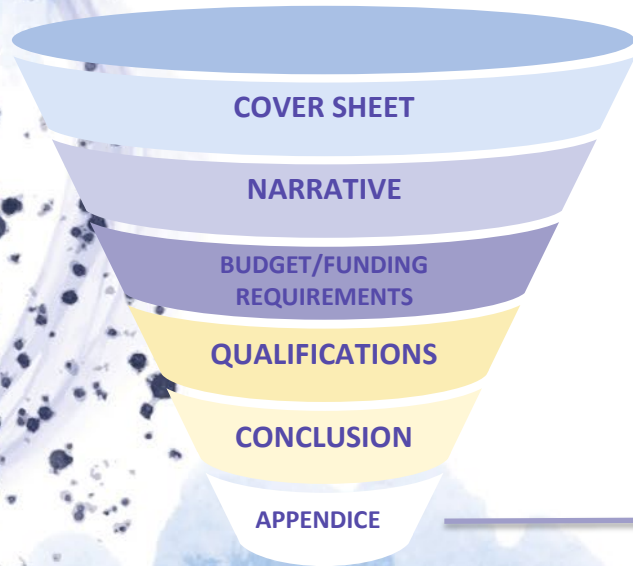 COVER SHEET
NARRATIVE
BUDGET/FUNDING
REQUIREMENTS
QUALIFICATIONS
CONCLUSION
APPENDICE